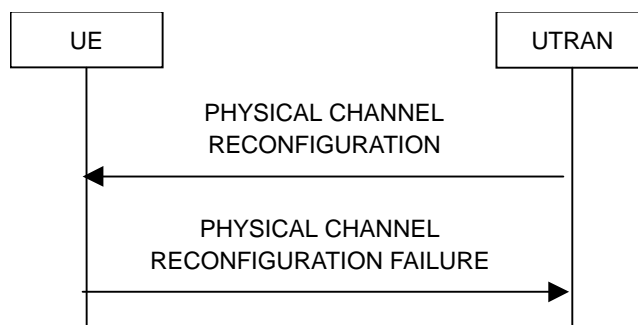 UE
UTRAN
PHYSICAL CHANNEL
RECONFIGURATION
PHYSICAL CHANNEL
RECONFIGURATION FAILURE